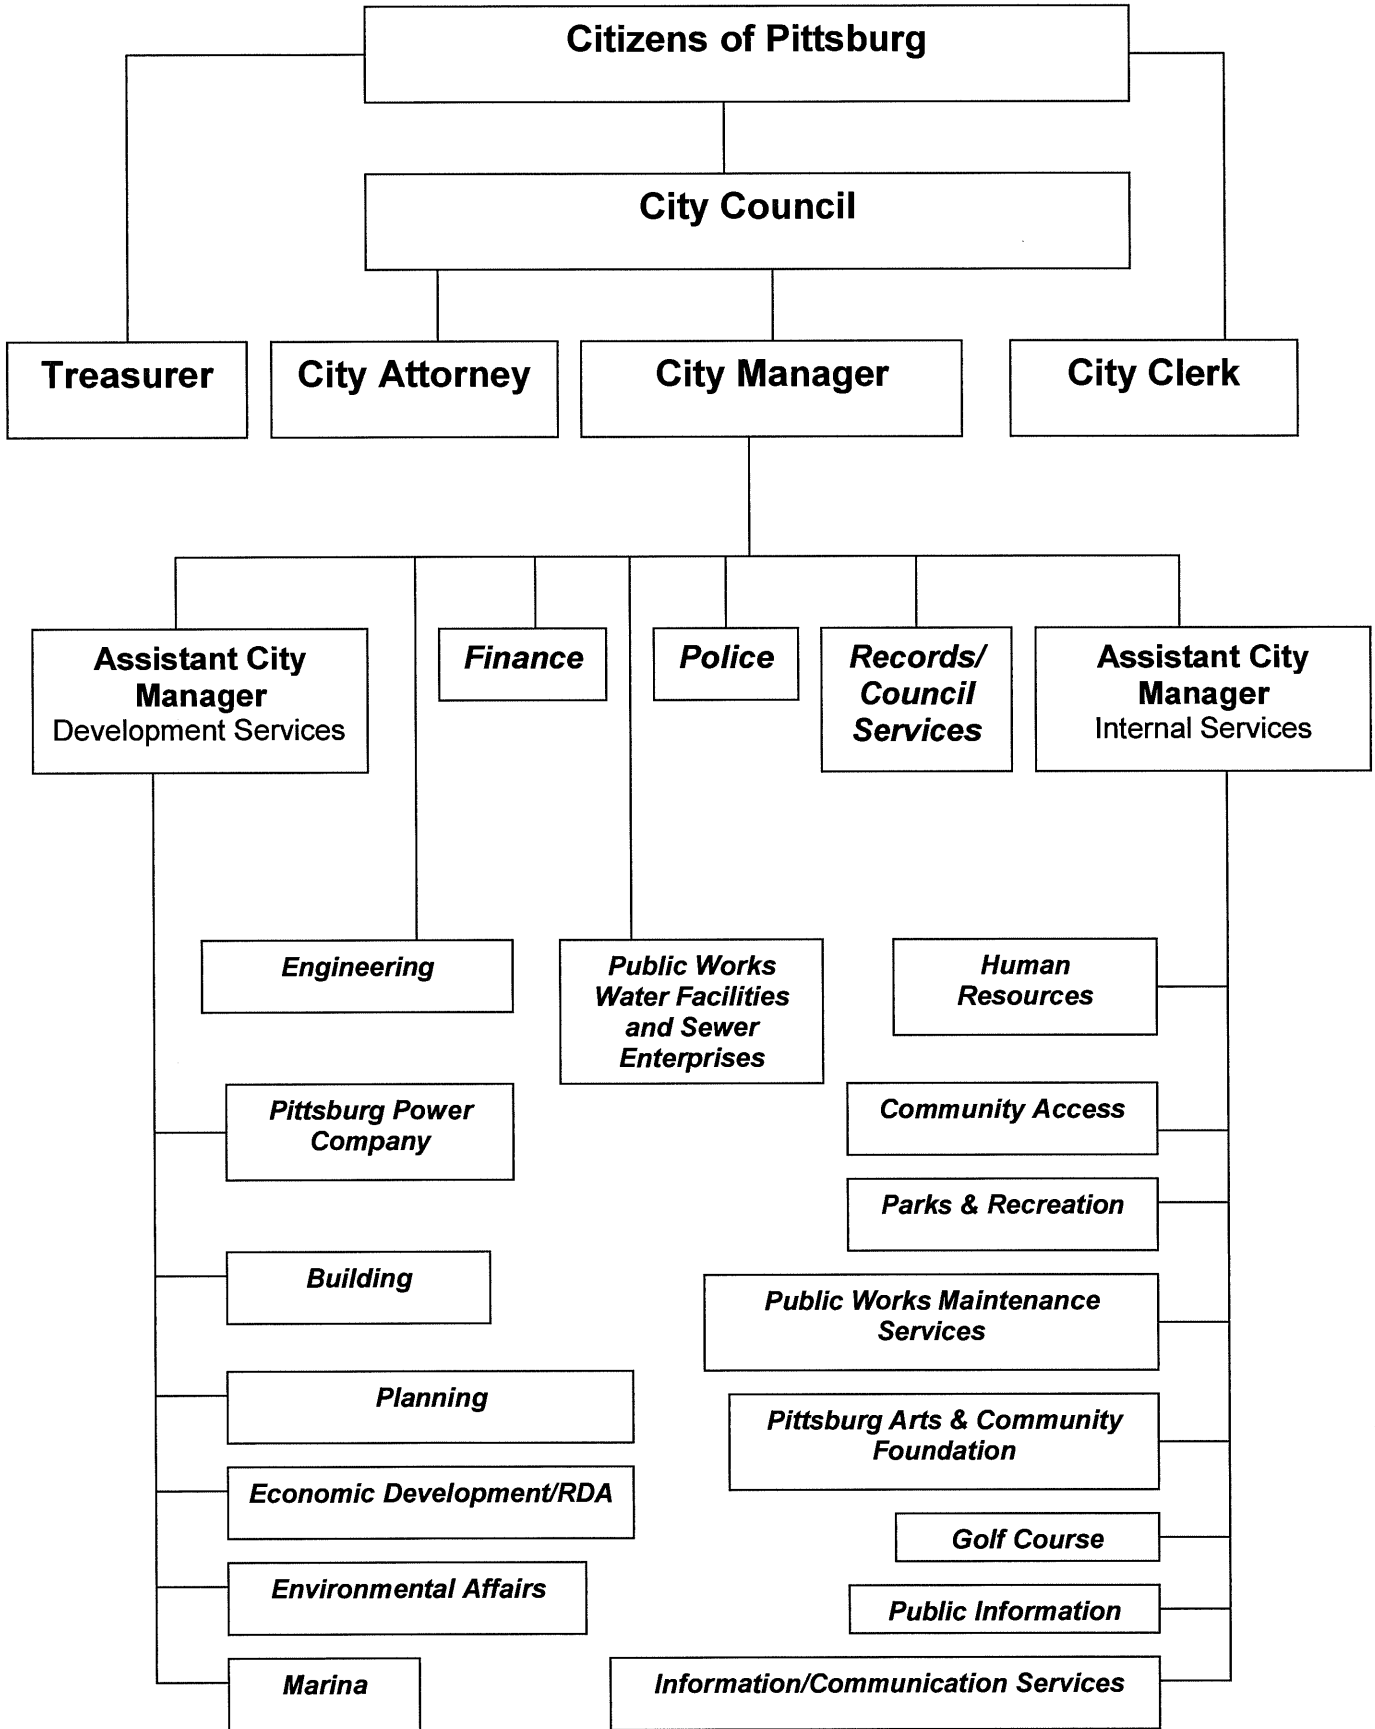 Citizens of Pittsburg
City Council
Treasurer
City Attorney
City Manager
City Clerk
Assistant City
Manager
Development Services
Finance
Police
Records/
Council
Services
Assistant City
Manager
Internal Services
Engineering
Public Works
Water Facilities
and Sewer
Enterprises
Human
Resources
Pittsburg Power
Company
Community Access
Parks & Recreation
Building
Public Works Maintenance
Services
Planning
Pittsburg Arts & Community
Foundation
Economic Development/RDA
Golf Course
Environmental Affairs
Public Information
Marina
Information/Communication Services